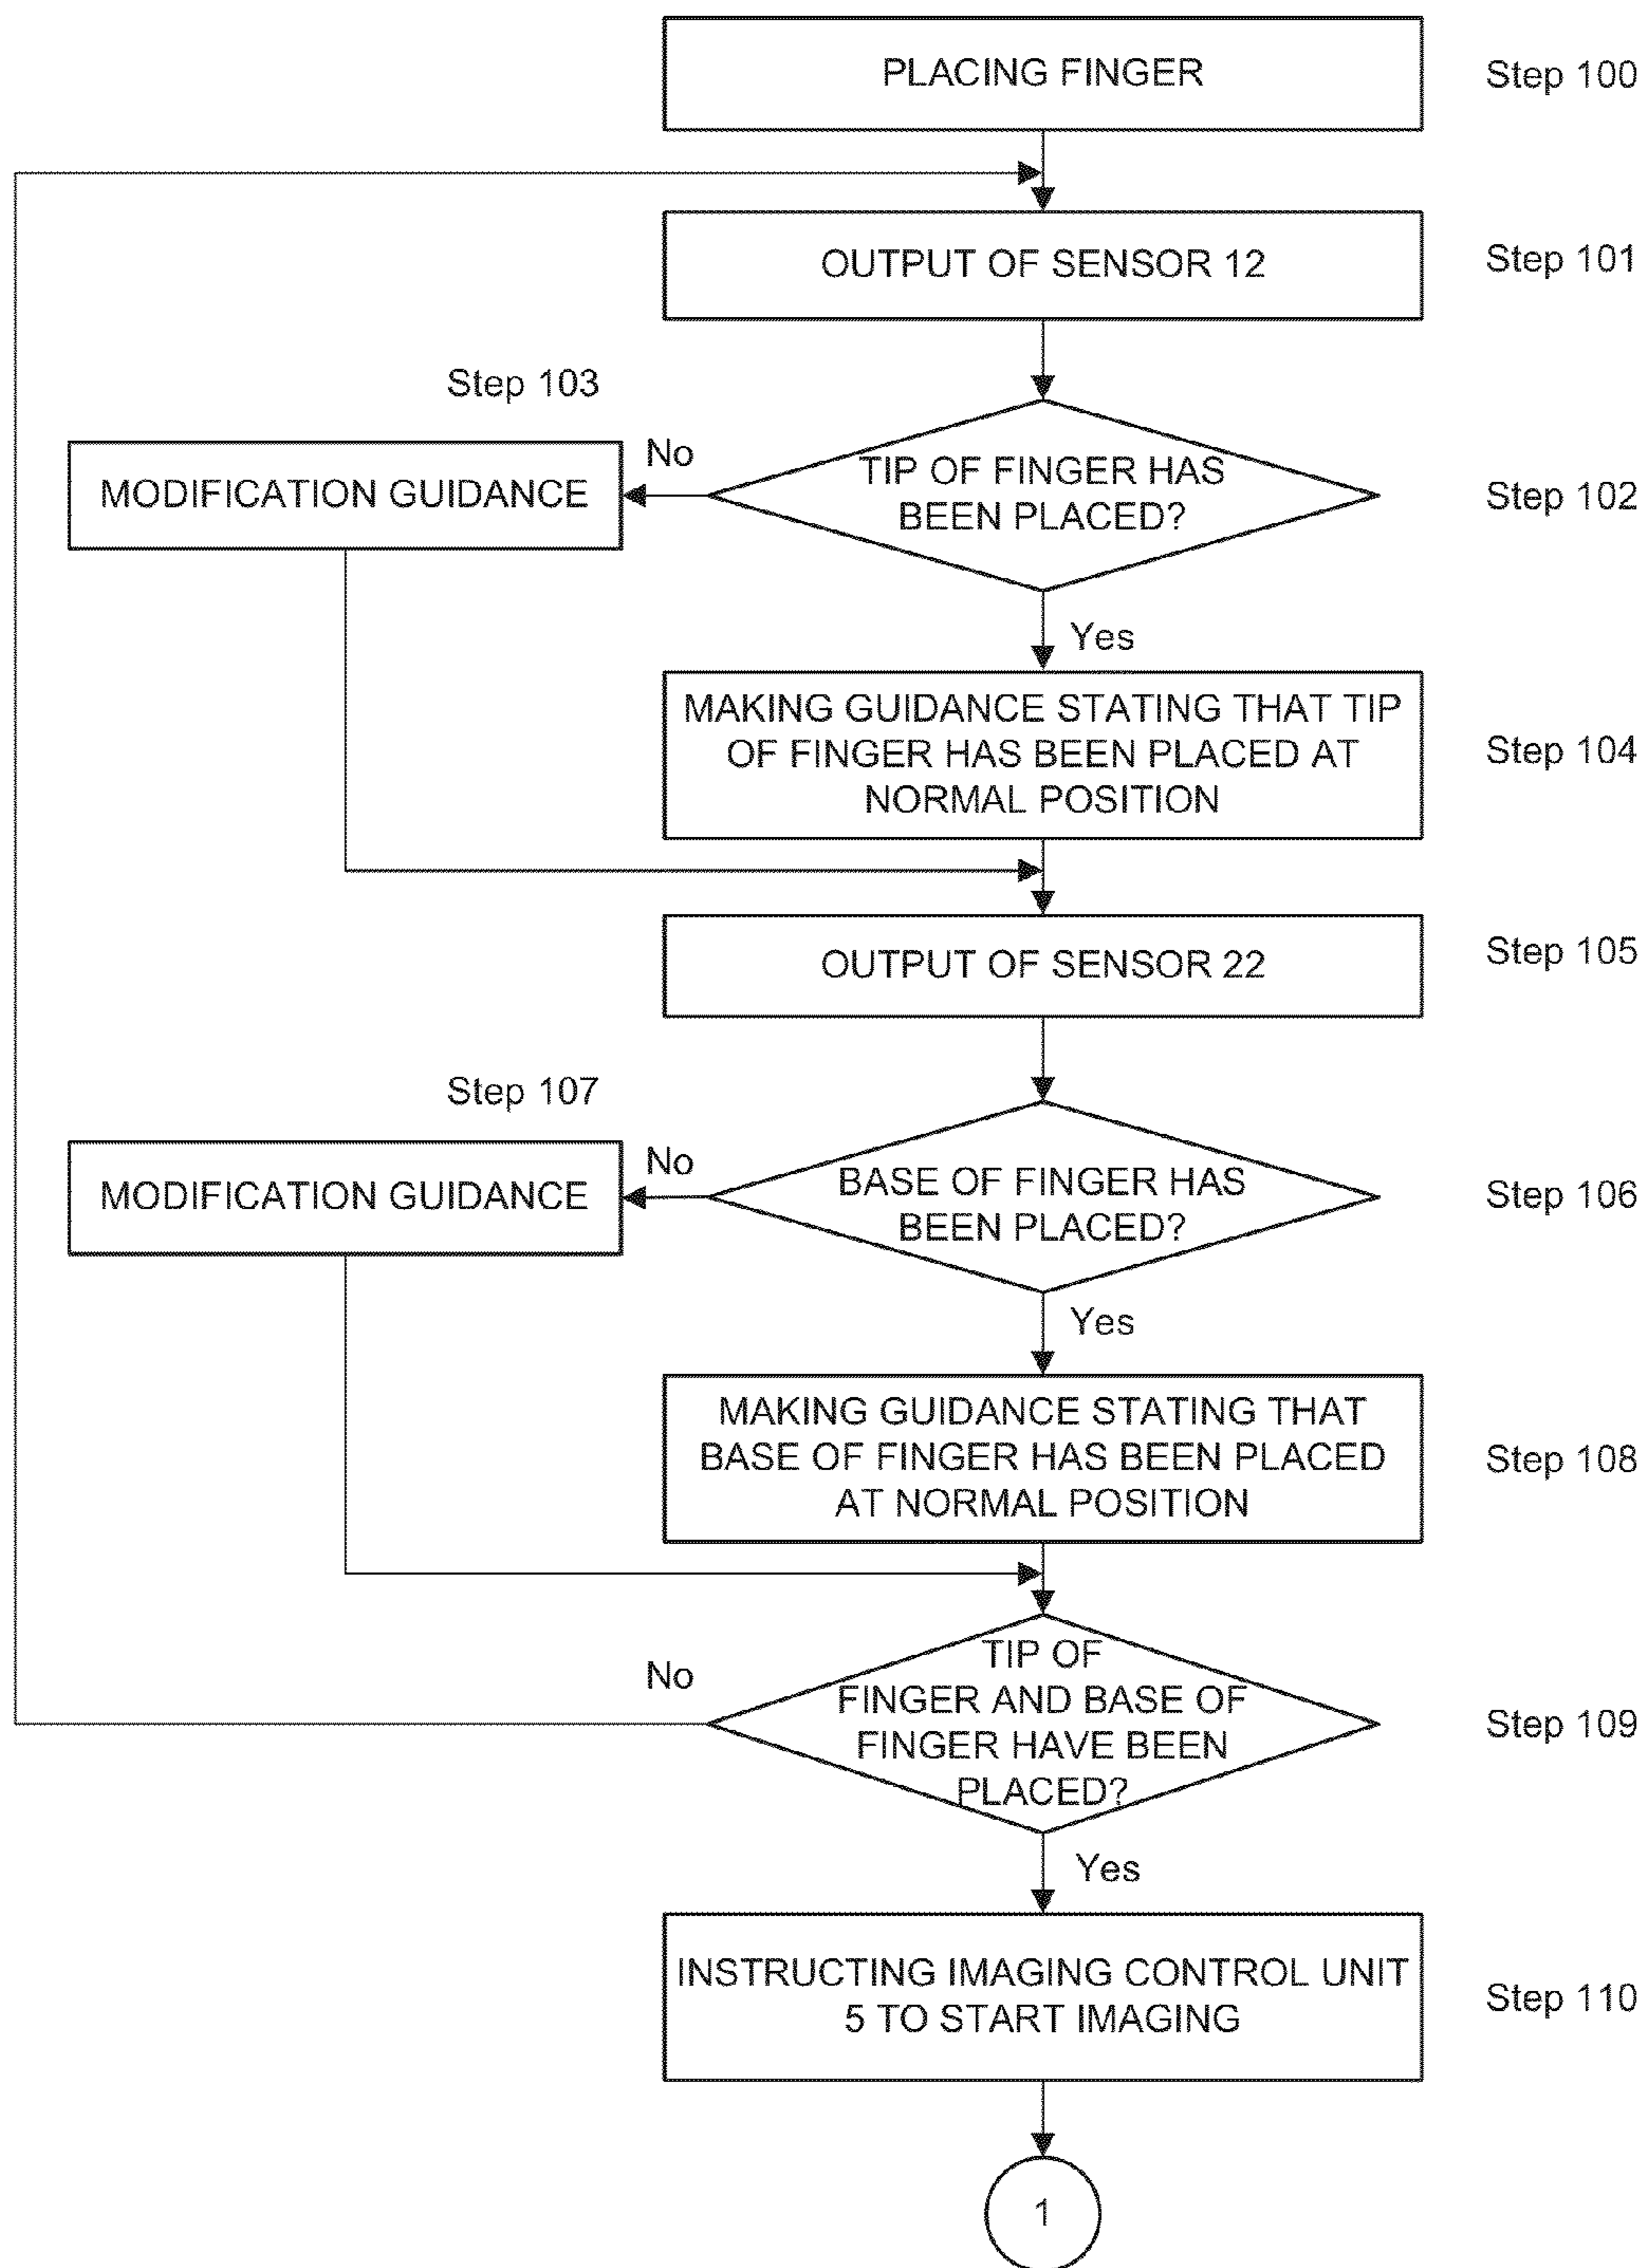 PLACING FINGER
Step 100
OUTPUT OF SENSOR 12
Step 101
Step 103
No
MODIFICATION GUIDANCE
TIP OF FINGER HAS
BEEN PLACED?
Step 102
Yes
MAKING GUIDANCE STATING THAT TIP
OF FINGER HAS BEEN PLACED AT
NORMAL POSITION
Step 104
OUTPUT OF SENSOR 22
Step 105
Step 107
No
MODIFICATION GUIDANCE
BASE OF FINGER HAS
BEEN PLACED?
Step 106
Yes
MAKING GUIDANCE STATING THAT
BASE OF FINGER HAS BEEN PLACED
AT NORMAL POSITION
Step 108
No
TIP OF
FINGER AND BASE OF
FINGER HAVE BEEN
PLACED?
Step 109
Yes
INSTRUCTING IMAGING CONTROL UNIT
5 TO START IMAGING
Step 110
1